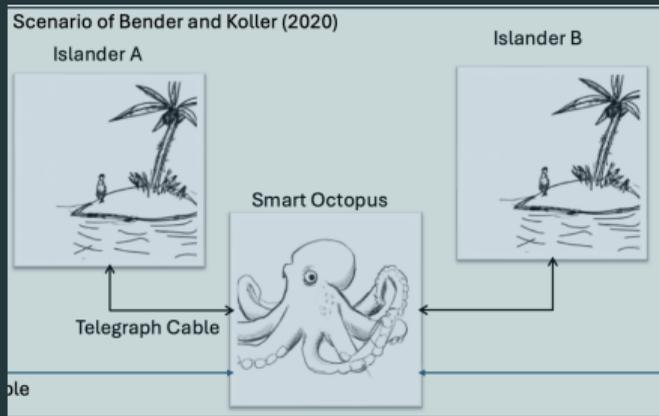 Scenario of Bender and Koller (2020)
Islander A
Islander B
Smart Octopus
Telegraph Cable